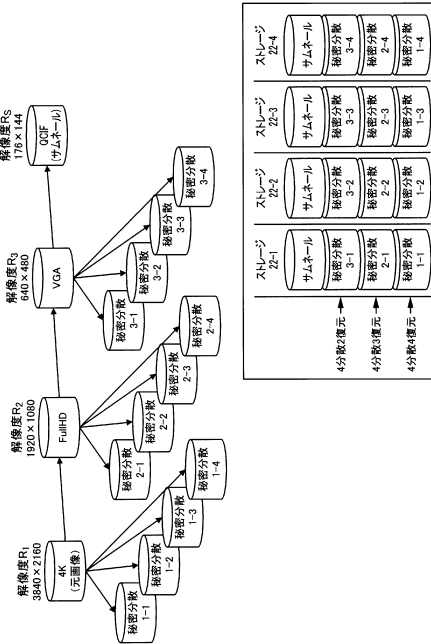 解像度R1
3840×2160
4K
(元画像)
秘密分散
1-1
秘密分散
1-2
秘密分散
1-3
秘密分散
1-4
解像度R2
1920×1080
FullHD
秘密分散
2-1
秘密分散
2-2
秘密分散
2-3
秘密分散
2-4
解像度R3
640×480
VGA
秘密分散
3-1
秘密分散
3-2
秘密分散
3-3
秘密分散
3-4
解像度RS
176×144
QCIF
(サムネール)
ストレージ
22-1
ストレージ
22-2
ストレージ
22-3
ストレージ
22-4
サムネール
サムネール
サムネール
サムネール
4分散2復元
秘密分散
3-1
秘密分散
3-2
秘密分散
3-3
秘密分散
3-4
4分散3復元
秘密分散
2-1
秘密分散
2-2
秘密分散
2-3
秘密分散
2-4
4分散4復元
秘密分散
1-1
秘密分散
1-2
秘密分散
1-3
秘密分散
1-4